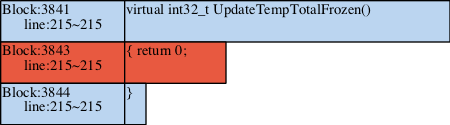 Block:3841 virtual int32_t UpdateTempTotalFrozen()
line:215~215
Block:3843 { return 0;
line:215~215
Block:3844 }
line:215~215